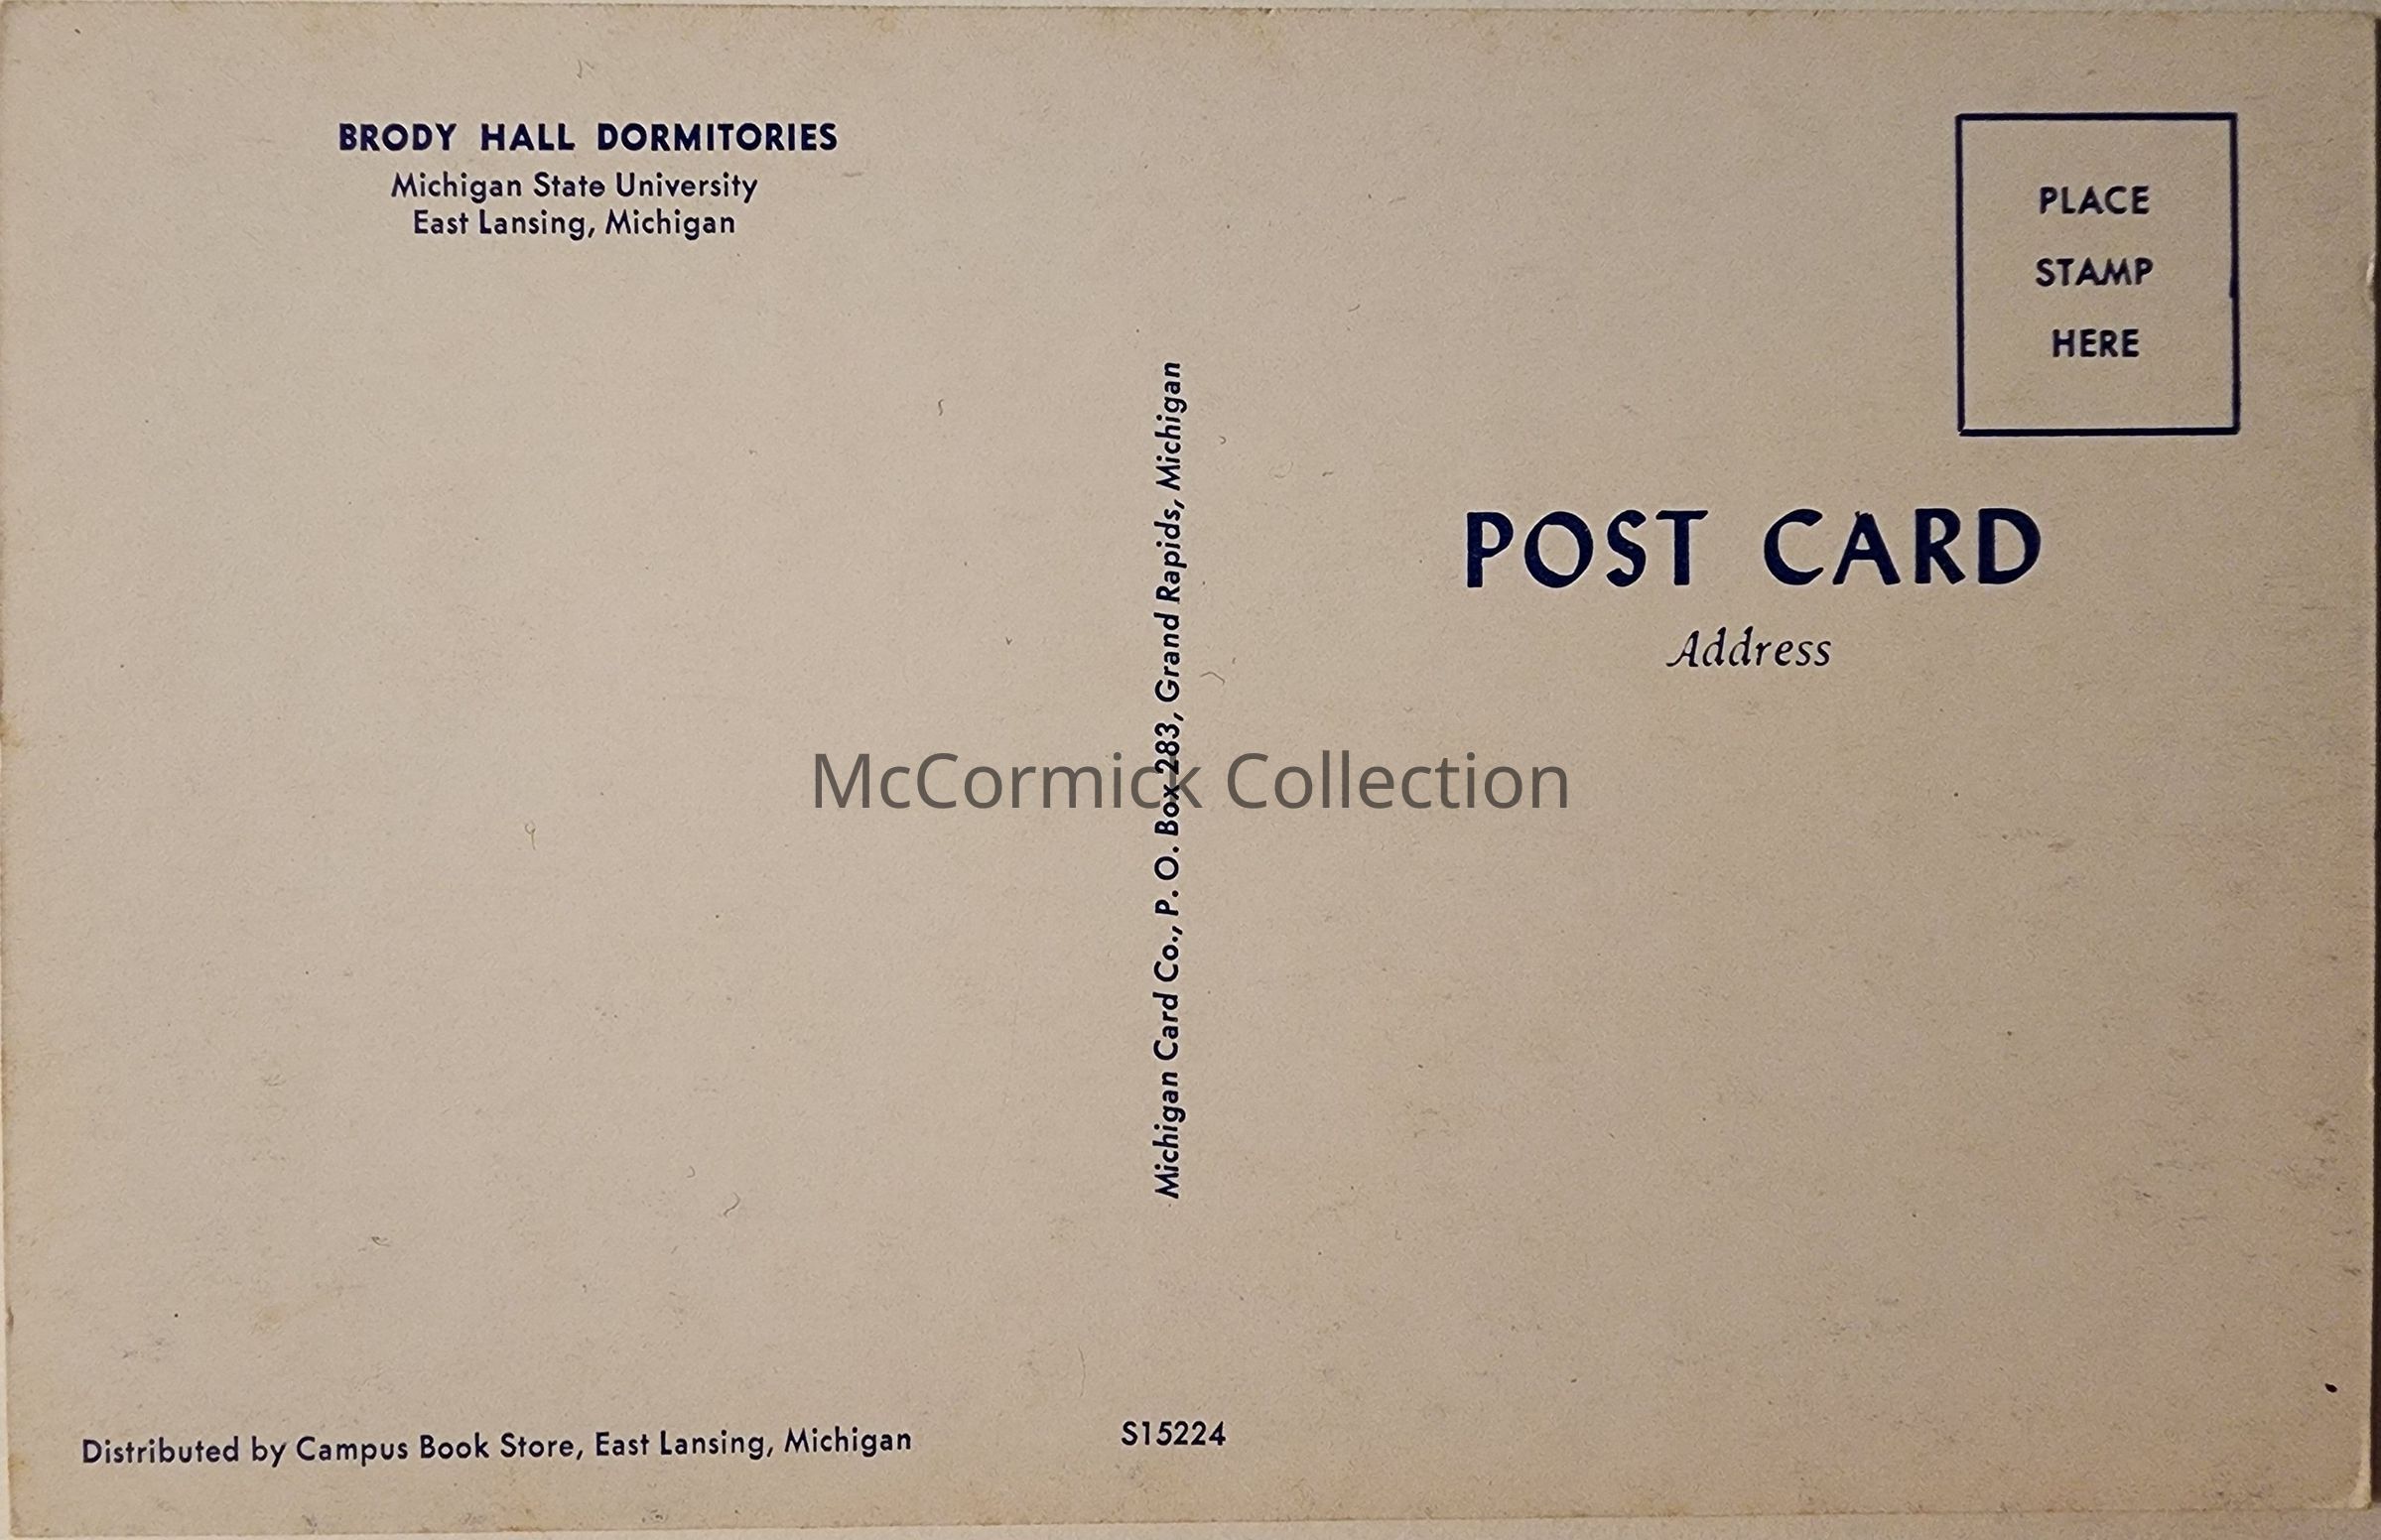 BRODY HALL DORMITORIES
Michigan State University
East Lansing, Michigan
PLACE
STAMP
HERE
POST CARD
Address
Michigan Card Co., P. O. Box 283, Grand Rapids, Michigan
McCormick Collection
Distributed by Campus Book Store, East Lansing, Michigan
S15224